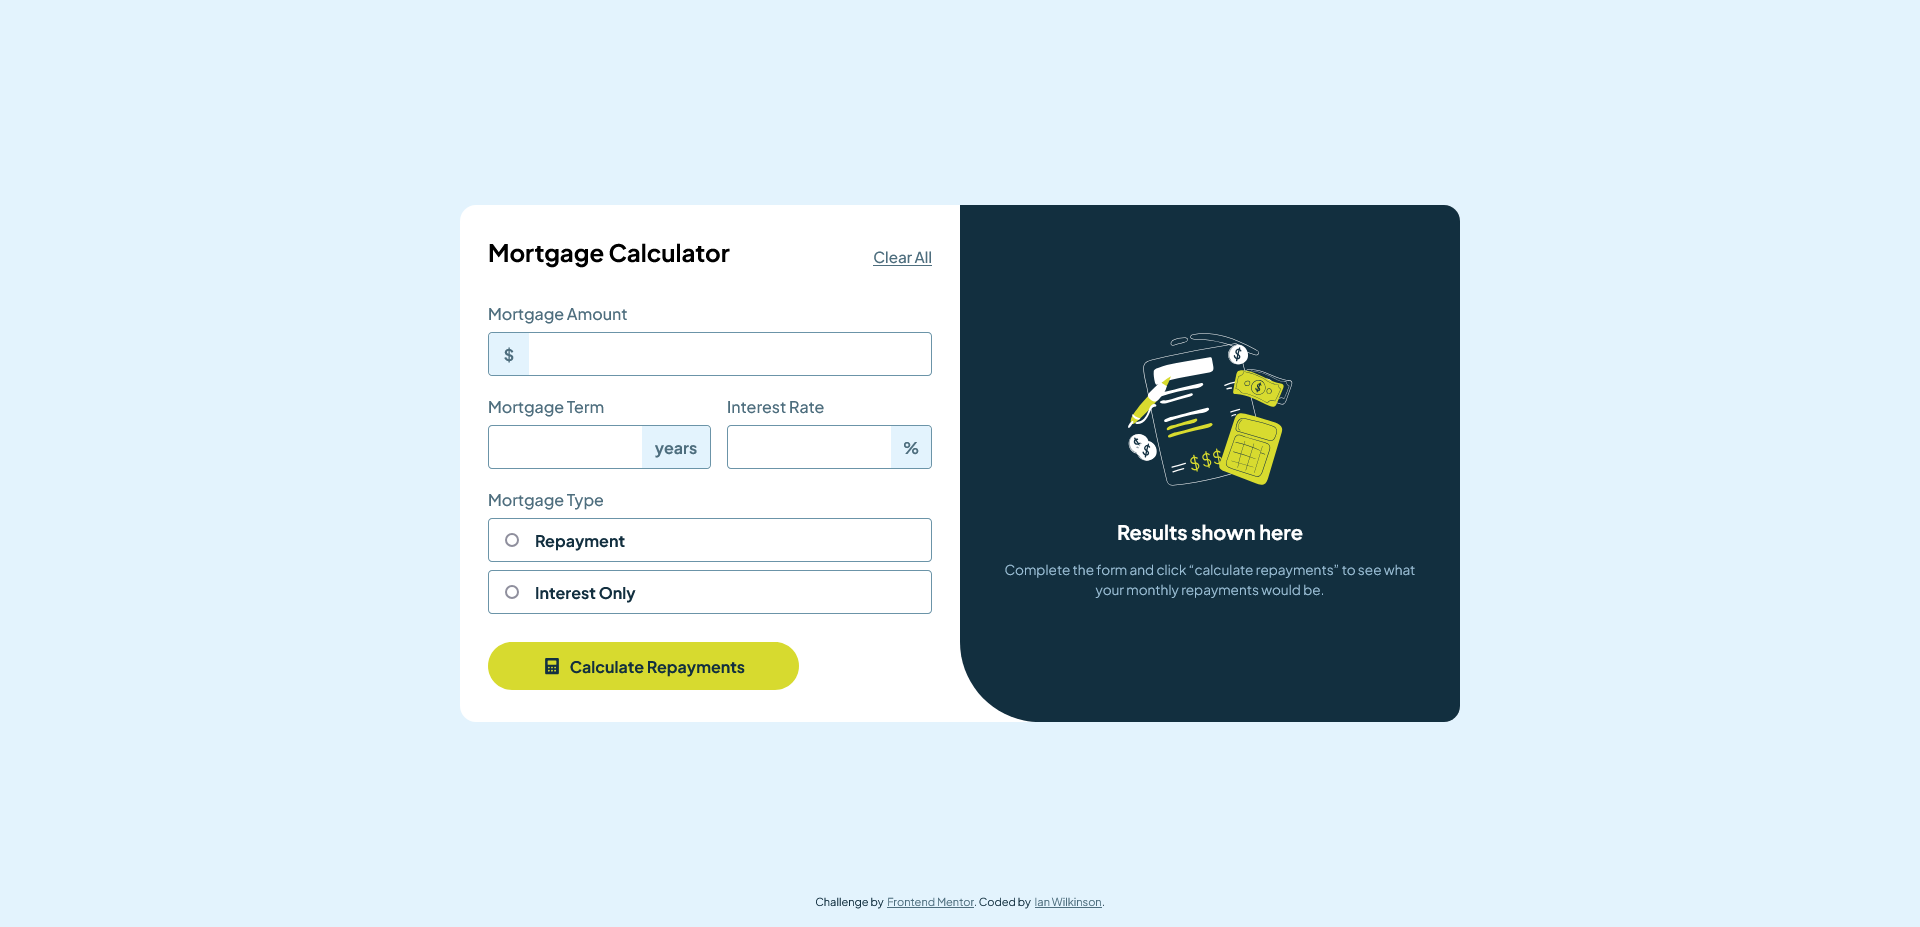 Mortgage Calculator
Clear All
Mortgage Amount
$
Mortgage Term
Interest Rate
years
%
Mortgage Type
Repayment
Interest Only
Calculate Repayments
$
$
$
$
$$$
Results shown here
Complete the form and click “calculate repayments” to see what
your monthly repayments would be.
Challenge by Frontend Mentor. Coded by Ian Wilkinson.